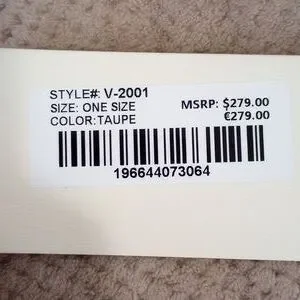 STYLE#: V-2001
SIZE: ONE SIZE MSRP: $279.00
COLOR:TAUPE €279.00
196644073064